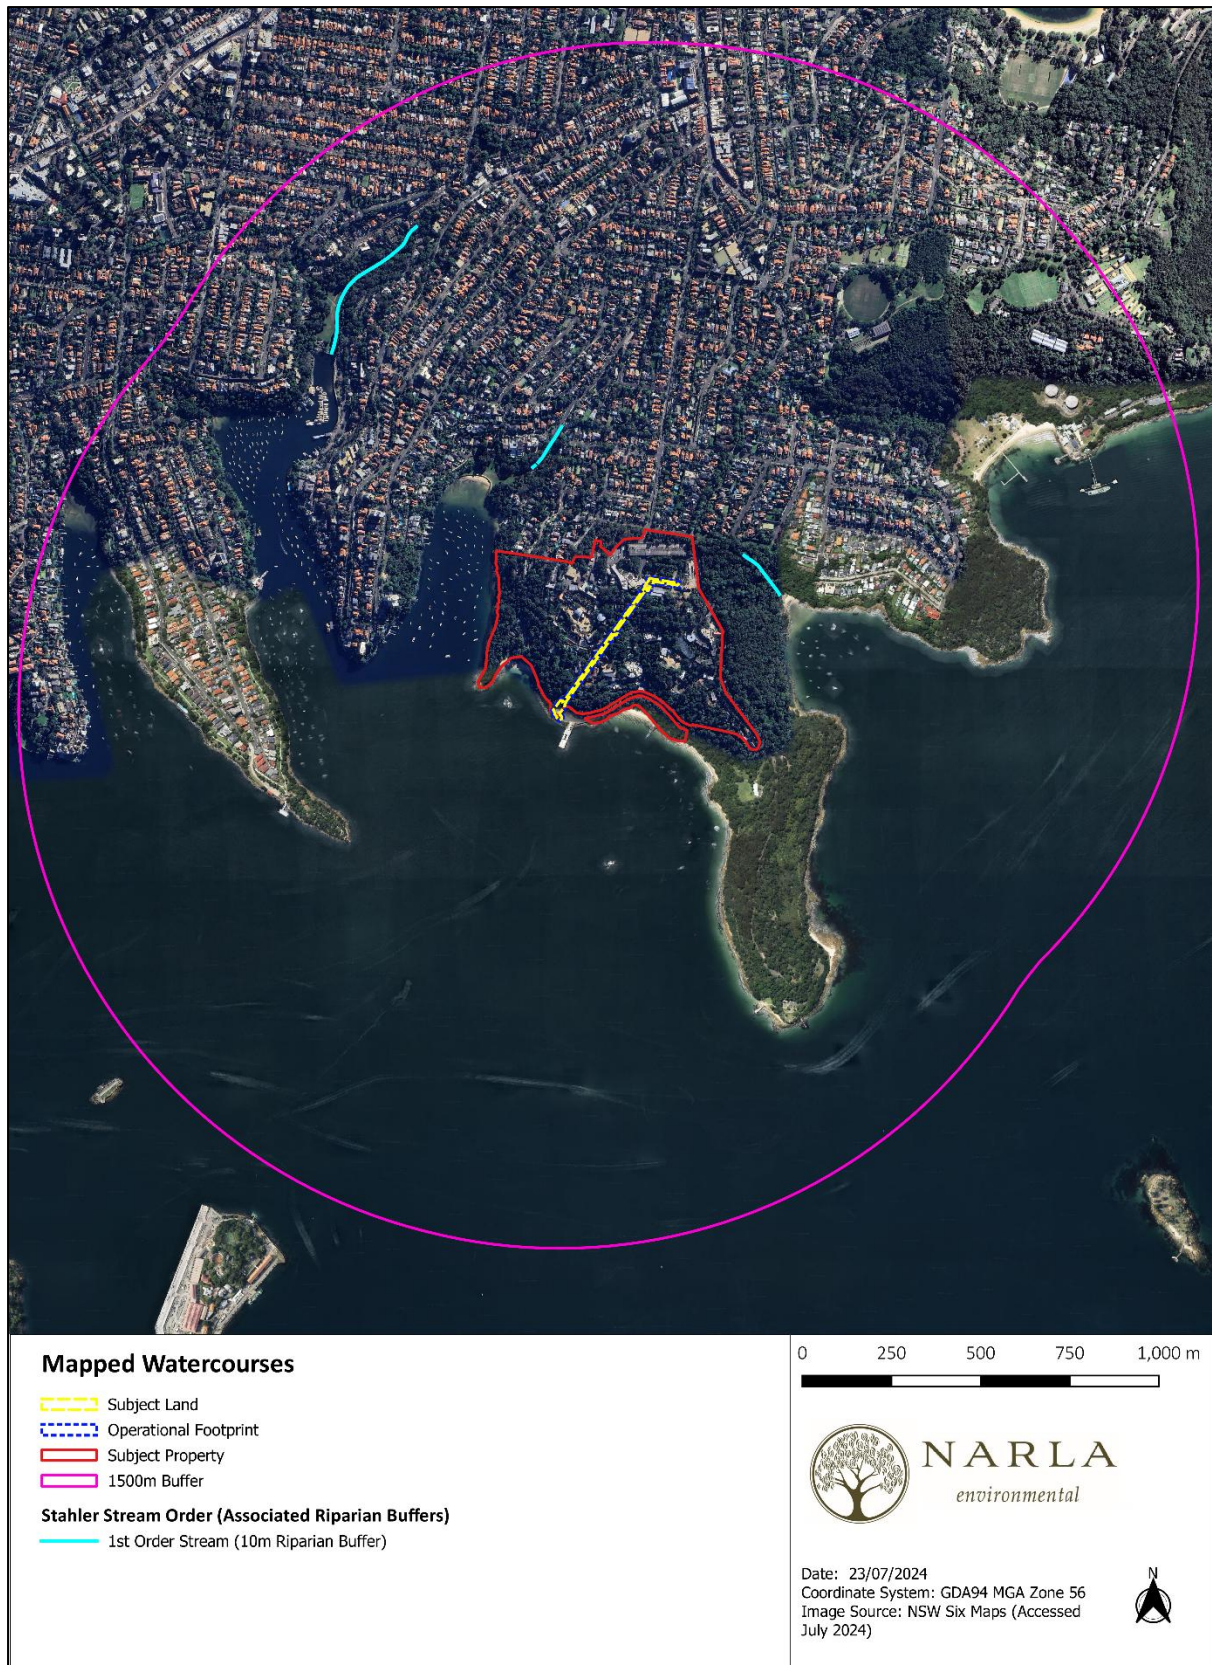 Mapped Watercourses
Subject Land
Operational Footprint
Subject Property
1500m Buffer
Stahler Stream Order (Associated Riparian Buffers)
1st Order Stream (10m Riparian Buffer)
0 250 500 750 1,000 m
NARLA
environmental
Date: 23/07/2024
Coordinate System: GDA94 MGA Zone 56
Image Source: NSW Six Maps (Accessed
July 2024)
N